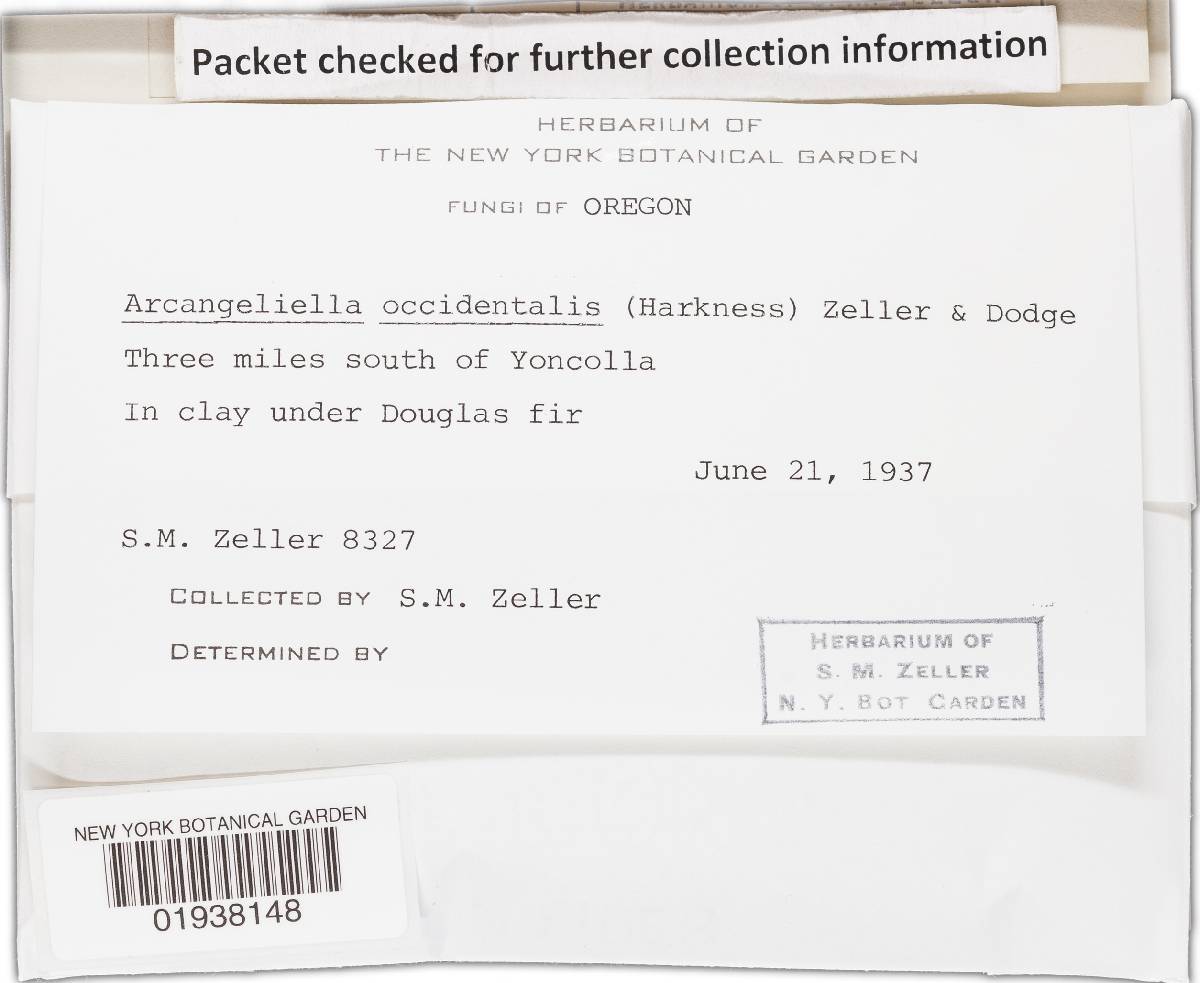 Packet checked for further collection information
HERBARIUM OF
THE NEW YORK BOTANICAL GARDEN
FUNGI OF OREGON
Arcangeliella occidentalis (Harkness) Zeller & Dodge
Three miles south of Yoncolla
In clay under Douglas fir
June 21, 1937
S.M. Zeller 8327
COLLECTED BY S.M. Zeller
DETERMINED BY
HERBARIUM OF
S. M. ZELLER
N. Y. BOT GARDEN
NEW YORK BOTANICAL GARDEN
01938148